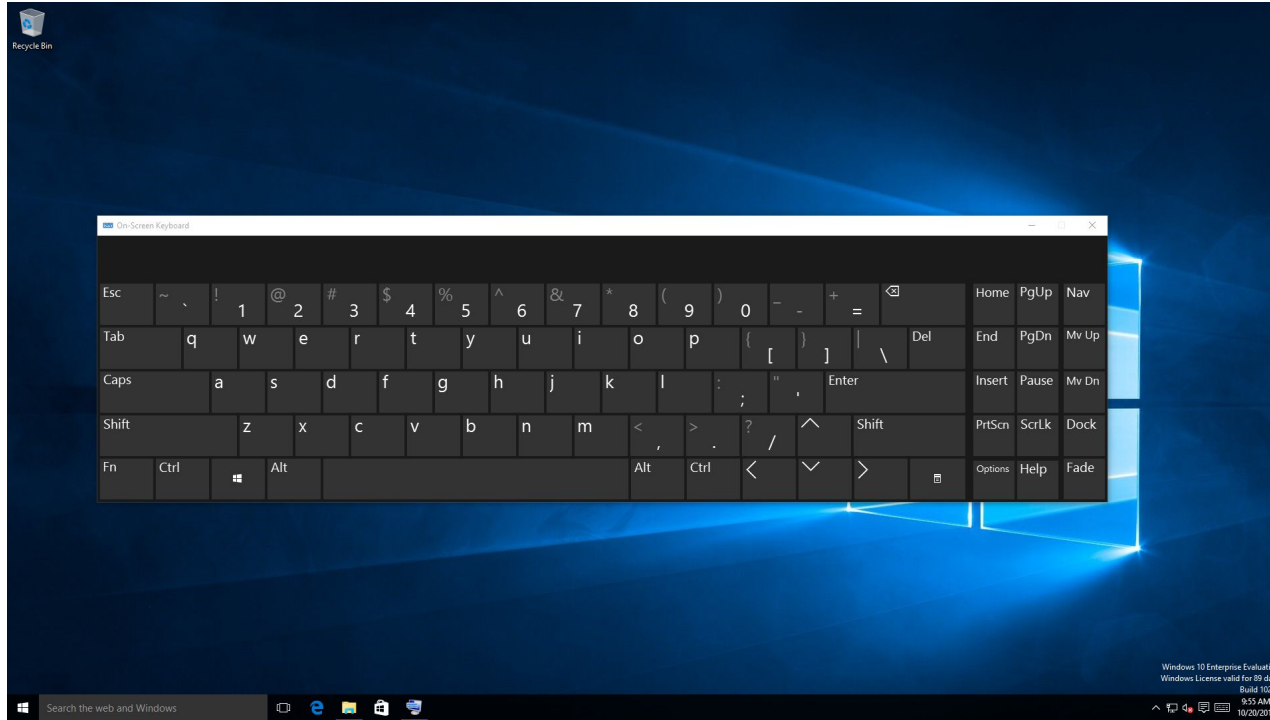 Recycle Bin
On-Screen Keyboard
Esc ~ ` ! 1 @ 2 # 3 $ 4 % 5 ^ 6 & 7 * 8 ( 9 ) 0 _ - + = Home PgUp Nav
Tab q w e r t y u i o p { [ } ] | \ Del End PgDn Mv Up
Caps a s d f g h j k l : ; " ' Enter Insert Pause Mv Dn
Shift z x c v b n m < , > . ? / Shift PrtScn ScrLk Dock
Fn Ctrl Alt Alt Ctrl Options Help Fade
Windows 10 Enterprise Evaluati
Windows License valid for 89 da
Build 102
Search the web and Windows
9:55 AM
10/20/201